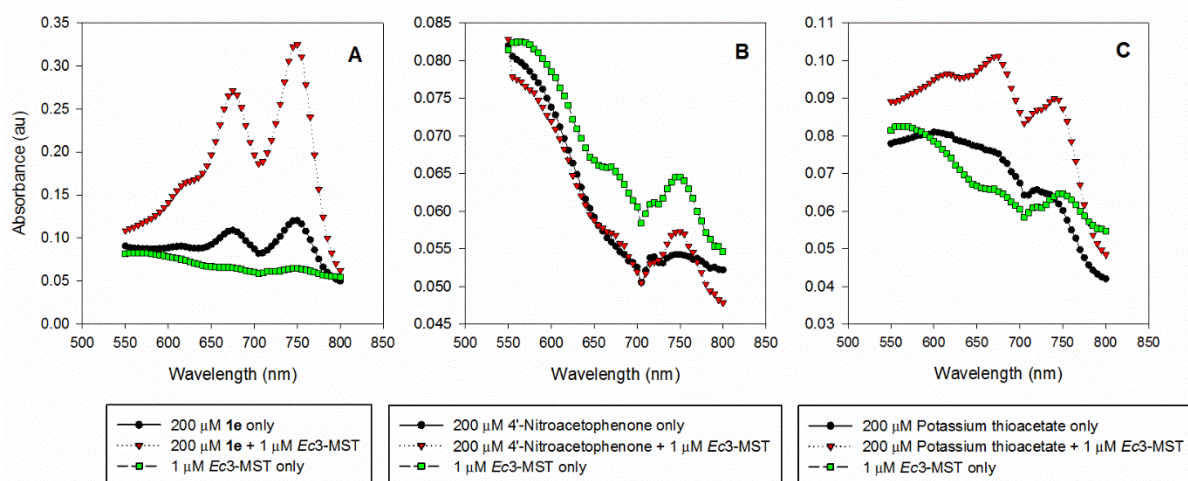 A
0.35
0.30
0.25
0.20
0.15
0.10
0.05
0.00
Absorbance (au)
500 550 600 650 700 750 800 850
Wavelength (nm)
200 μM 1e only
200 μM 1e + 1 μM Ec3-MST
1 μM Ec3-MST only
B
0.085
0.080
0.075
0.070
0.065
0.060
0.055
0.050
0.045
500 550 600 650 700 750 800 850
Wavelength (nm)
200 μM 4'-Nitroacetophenone only
200 μM 4'-Nitroacetophenone + 1 μM Ec3-MST
1 μM Ec3-MST only
C
0.11
0.10
0.09
0.08
0.07
0.06
0.05
0.04
0.03
500 550 600 650 700 750 800 850
Wavelength (nm)
200 μM Potassium thioacetate only
200 μM Potassium thioacetate + 1 μM Ec3-MST
1 μM Ec3-MST only